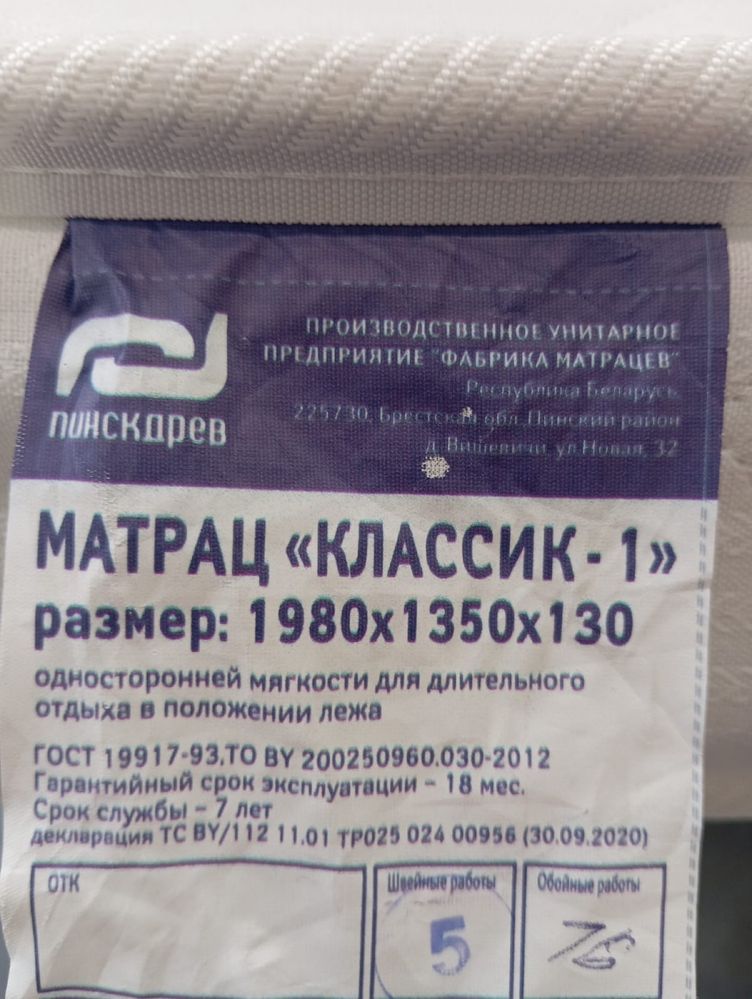 ПИНСКДРЕВ
ПРОИЗВОДСТВЕННОЕ УНИТАРНОЕ
ПРЕДПРИЯТИЕ "ФАБРИКА МАТРАЦЕВ"
Республика Беларусь
225730, Брестская обл. Пинский район
д. Вишевичи, ул.Новая, 32
МАТРАЦ «КЛАССИК - 1»
размер: 1980х1350х130
односторонней мягкости для длительного
отдыха в положении лежа
ГОСТ 19917-93,ТО BY 200250960.030-2012
Гарантийный срок эксплуатации – 18 мес.
Срок службы – 7 лет
декларация ТС BY/112 11.01 ТР025 024 00956 (30.09.2020)
ОТК
Швейные работы
Обойные работы
5